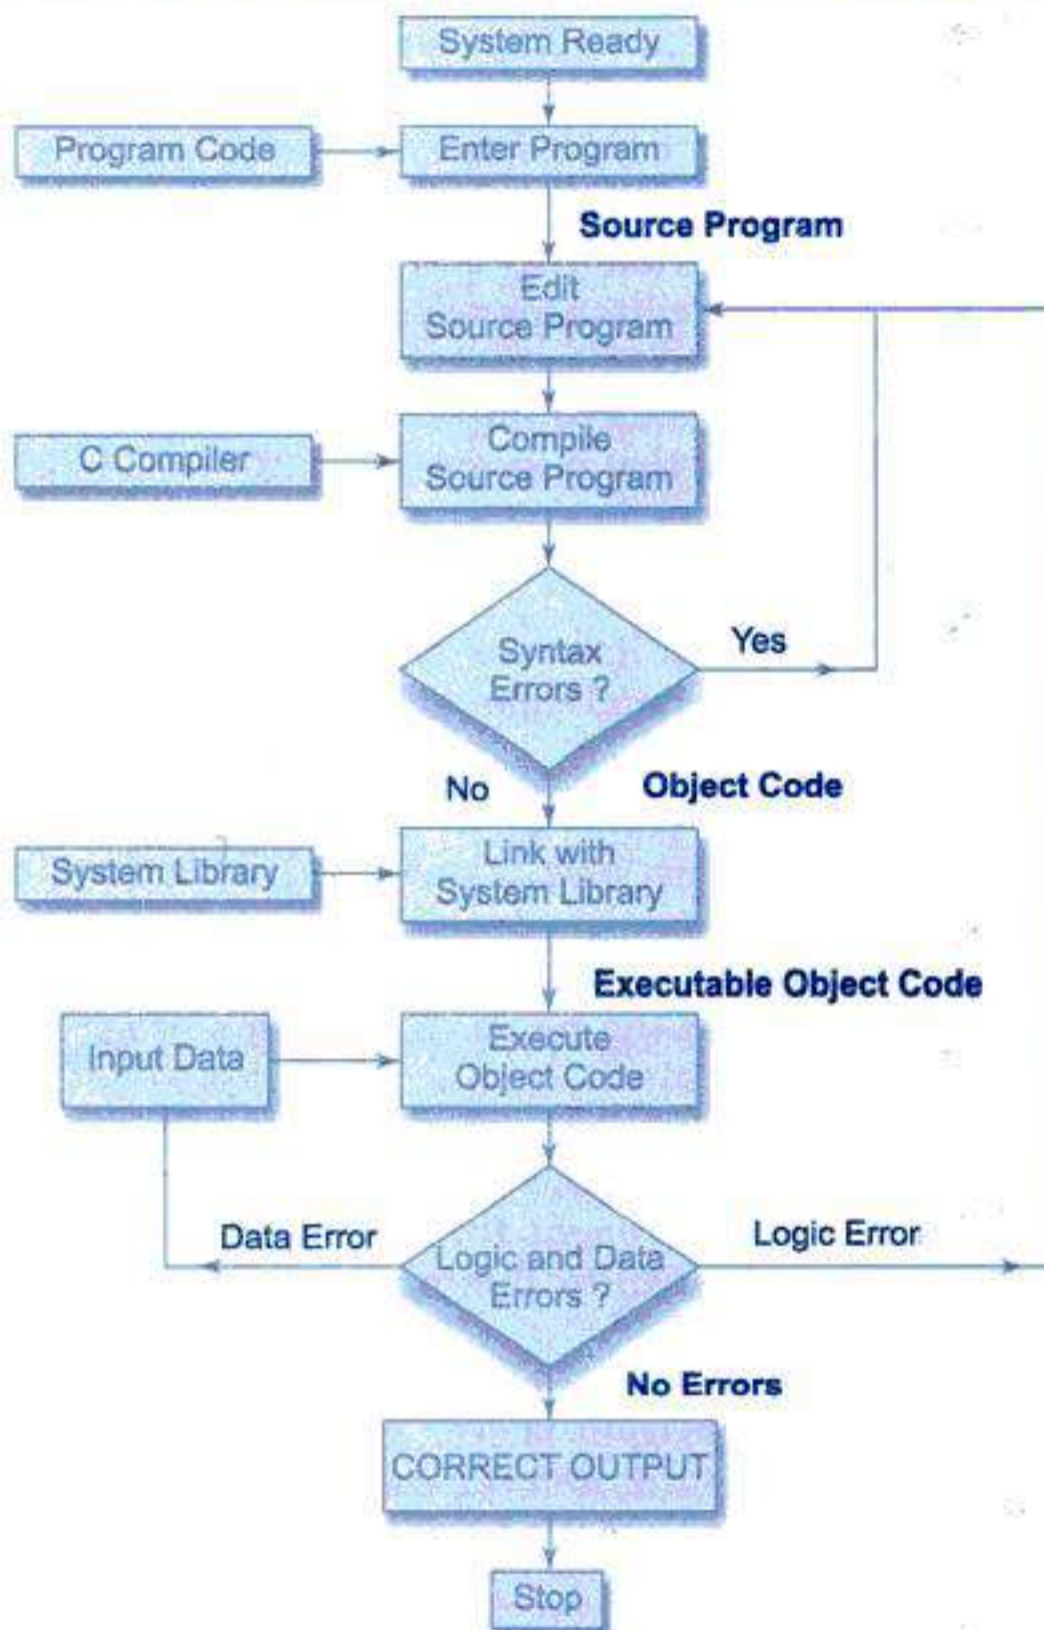 System Ready
Program Code
Enter Program
Source Program
Edit
Source Program
C Compiler
Compile
Source Program
Syntax
Errors ?
Yes
No
Object Code
System Library
Link with
System Library
Executable Object Code
Input Data
Execute
Object Code
Data Error
Logic and Data
Errors ?
Logic Error
No Errors
CORRECT OUTPUT
Stop